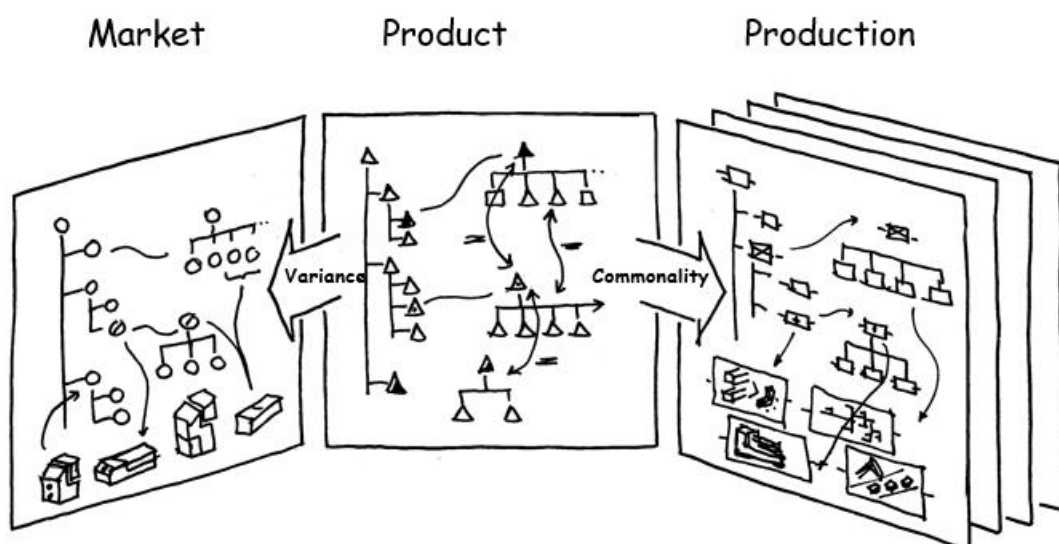 Market
Product
Production
Variance
Commonality